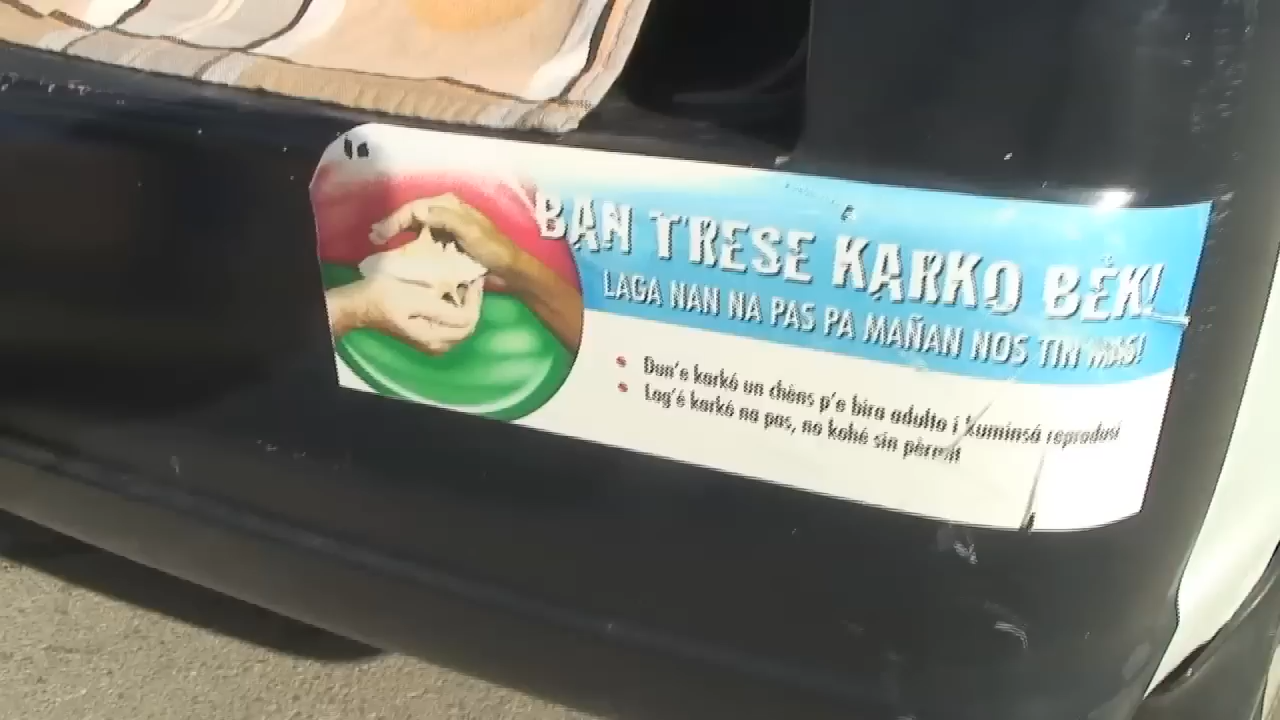 BAN TRESE KARKO BÈK!
LAGA NAN NA PAS PA MAÑAN NOS TIN MAS!
Dun'e karkó un chèns p'e bira adulto i kuminsá reprodusí
Lag'é karkó na pas, no kohé sin pèrmit